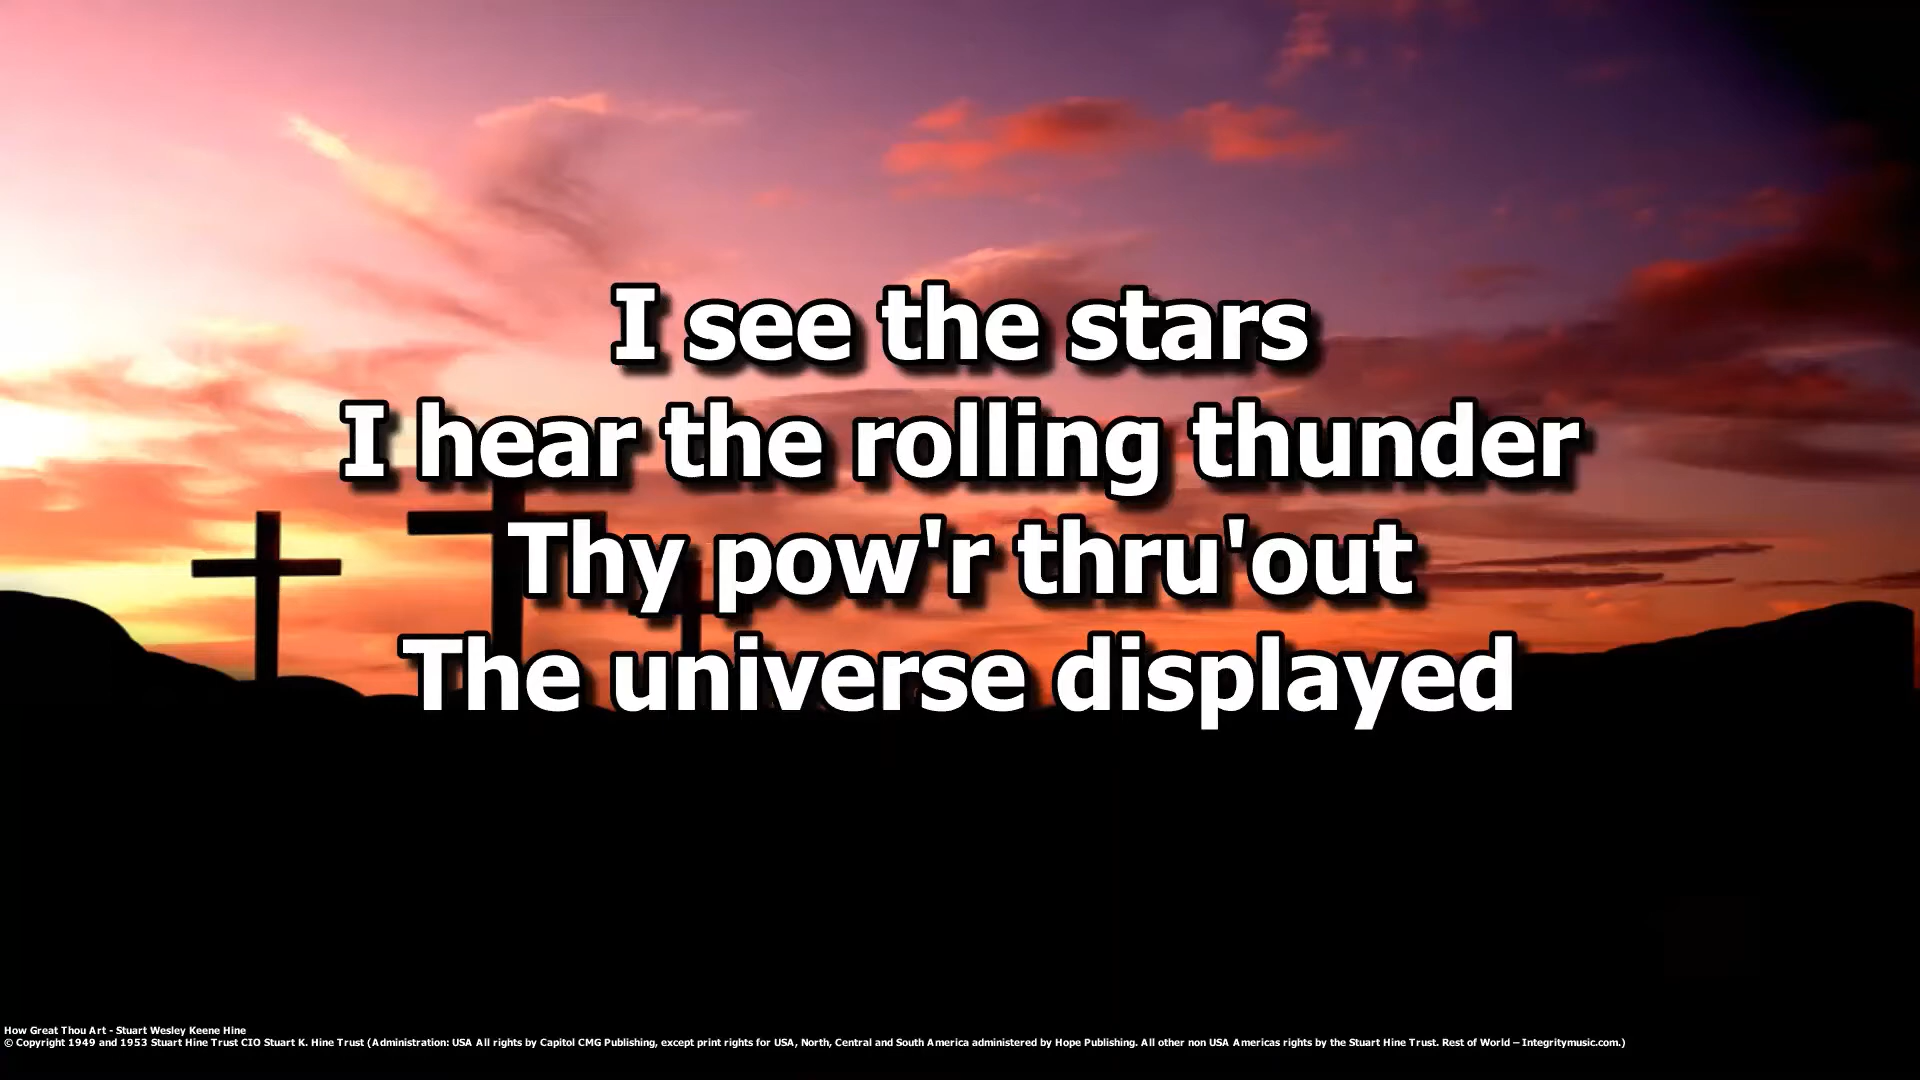 I see the stars
I hear the rolling thunder
Thy pow'r thru'out
The universe displayed
How Great Thou Art - Stuart Wesley Keene Hine
© Copyright 1949 and 1953 Stuart Hine Trust CIO Stuart K. Hine Trust (Administration: USA All rights by Capitol CMG Publishing, except print rights for USA, North, Central and South America administered by Hope Publishing. All other non USA Americas rights by the Stuart Hine Trust. Rest of World – Integritymusic.com.)